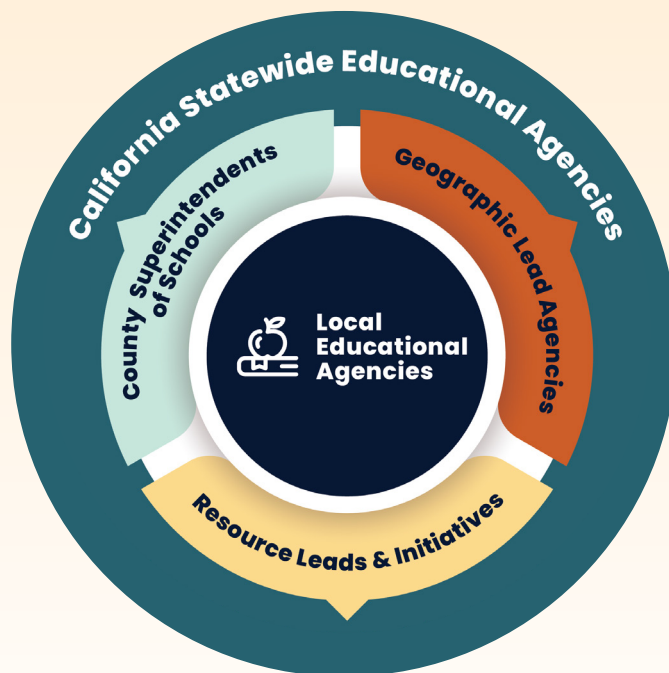 California Statewide Educational Agencies
County Superintendents
of Schools
Geographic Lead Agencies
Local
Educational
Agencies
Resource Leads & Initiatives